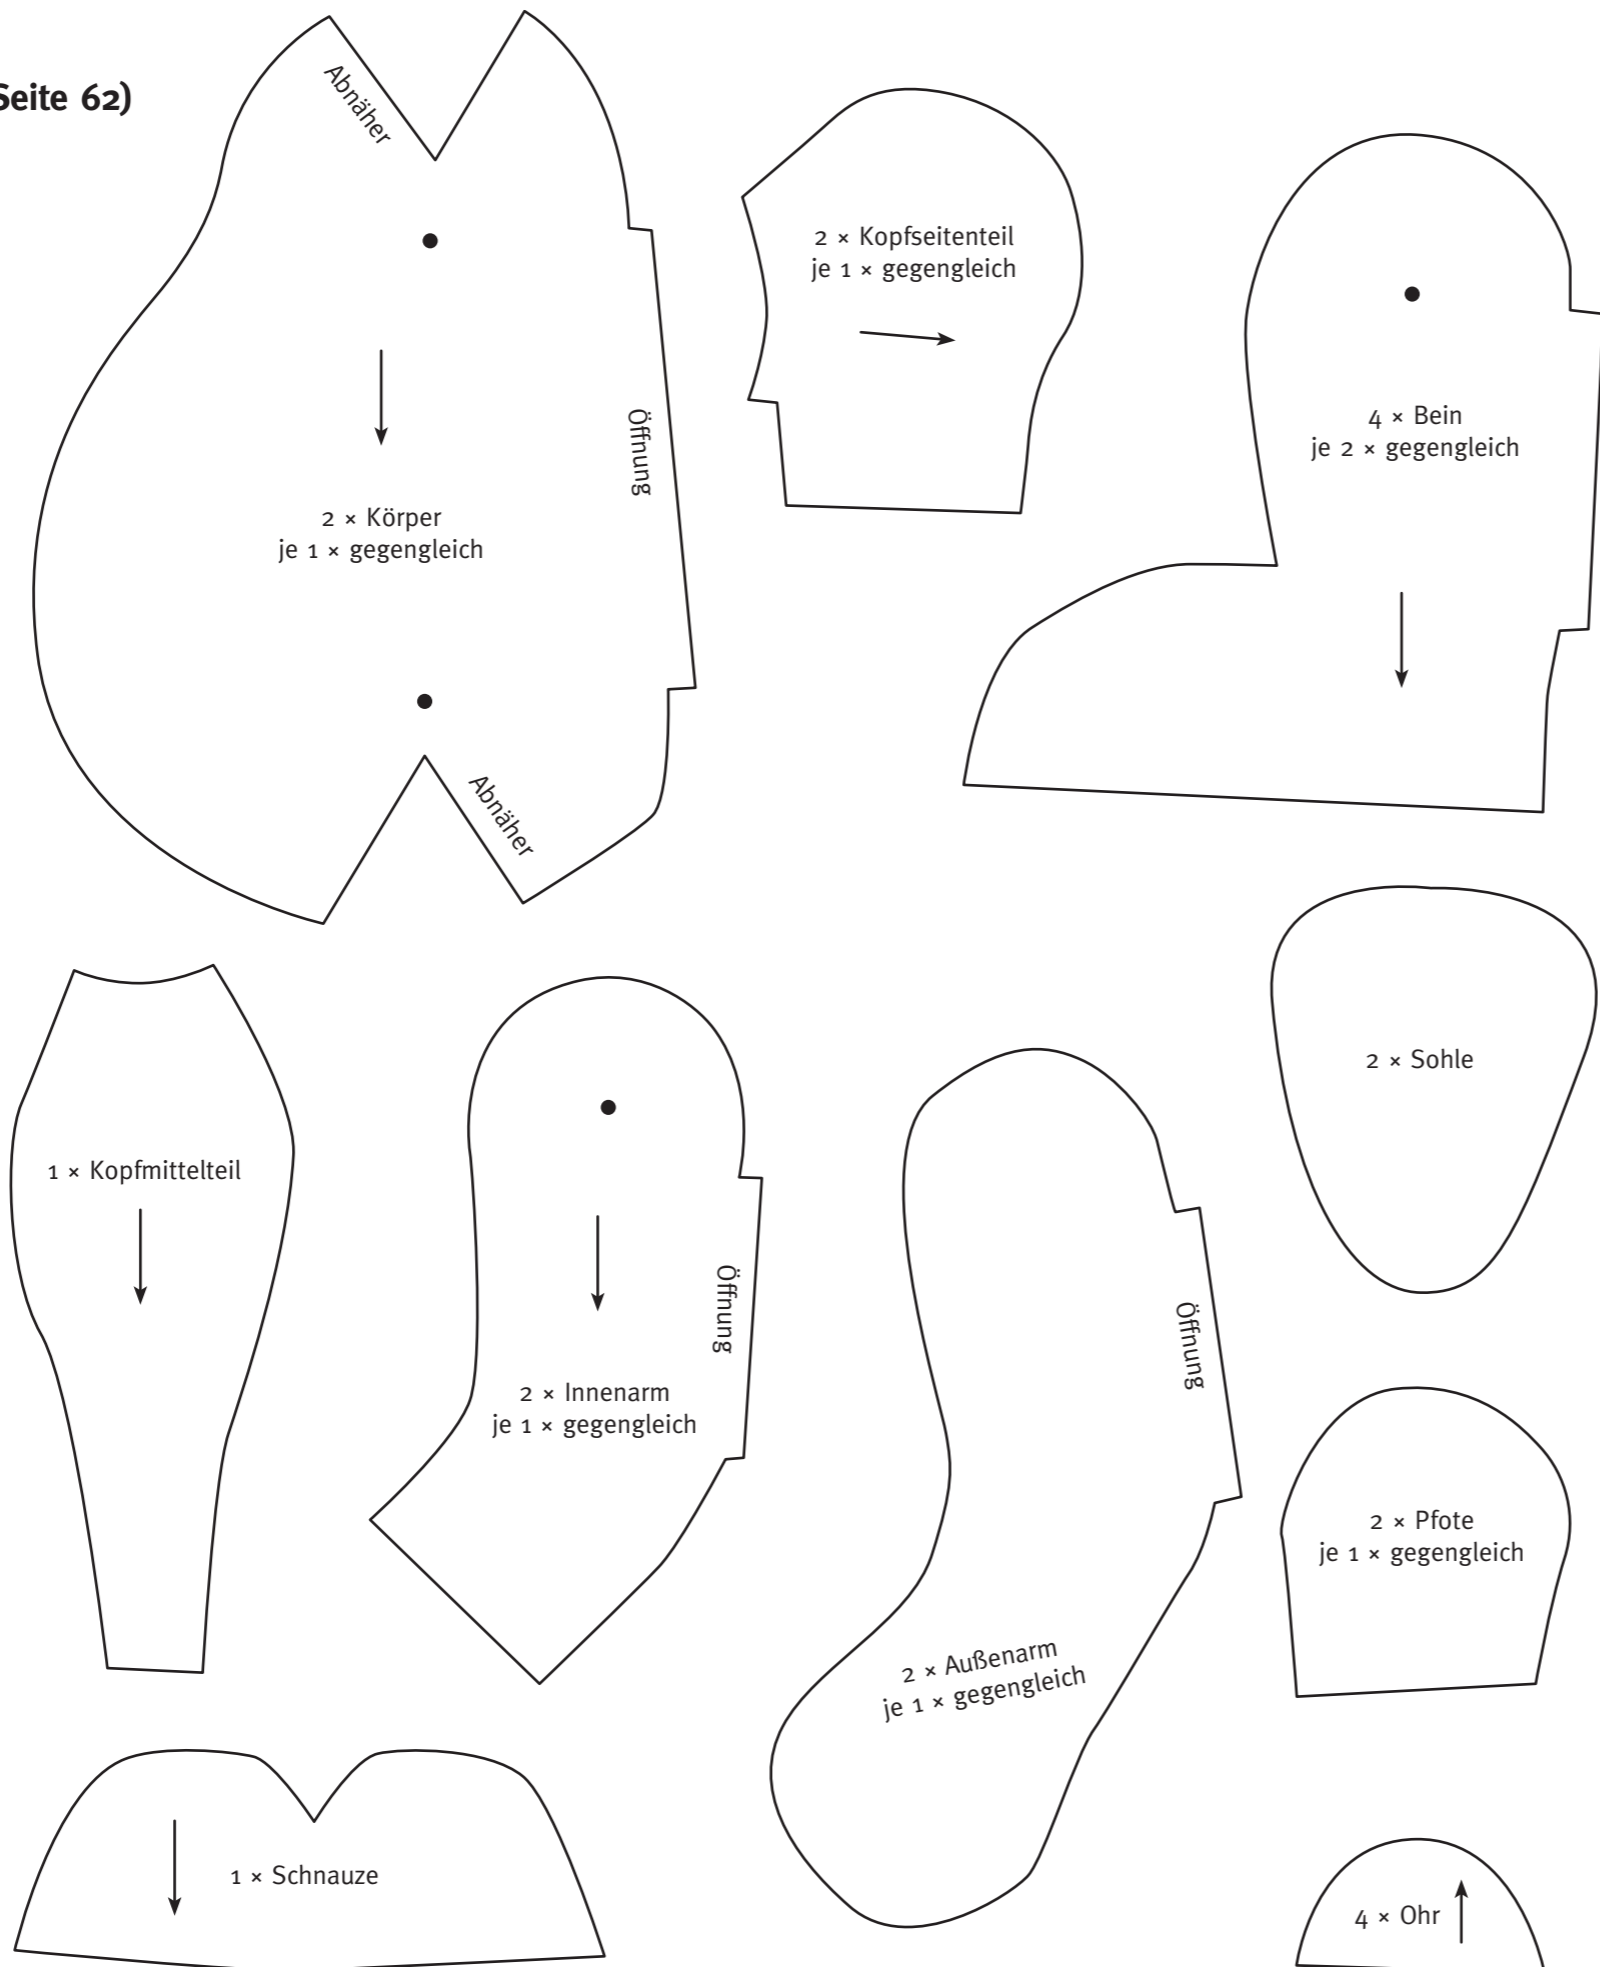 Seite 62)
Abnäher
2 × Kopfseitenteil
je 1 × gegengleich
4 × Bein
je 2 × gegengleich
Öffnung
2 × Körper
je 1 × gegengleich
Abnäher
2 × Sohle
1 × Kopfmittelteil
Öffnung
Öffnung
2 × Innenarm
je 1 × gegengleich
2 × Pfote
je 1 × gegengleich
2 × Außenarm
je 1 × gegengleich
1 × Schnauze
4 × Ohr